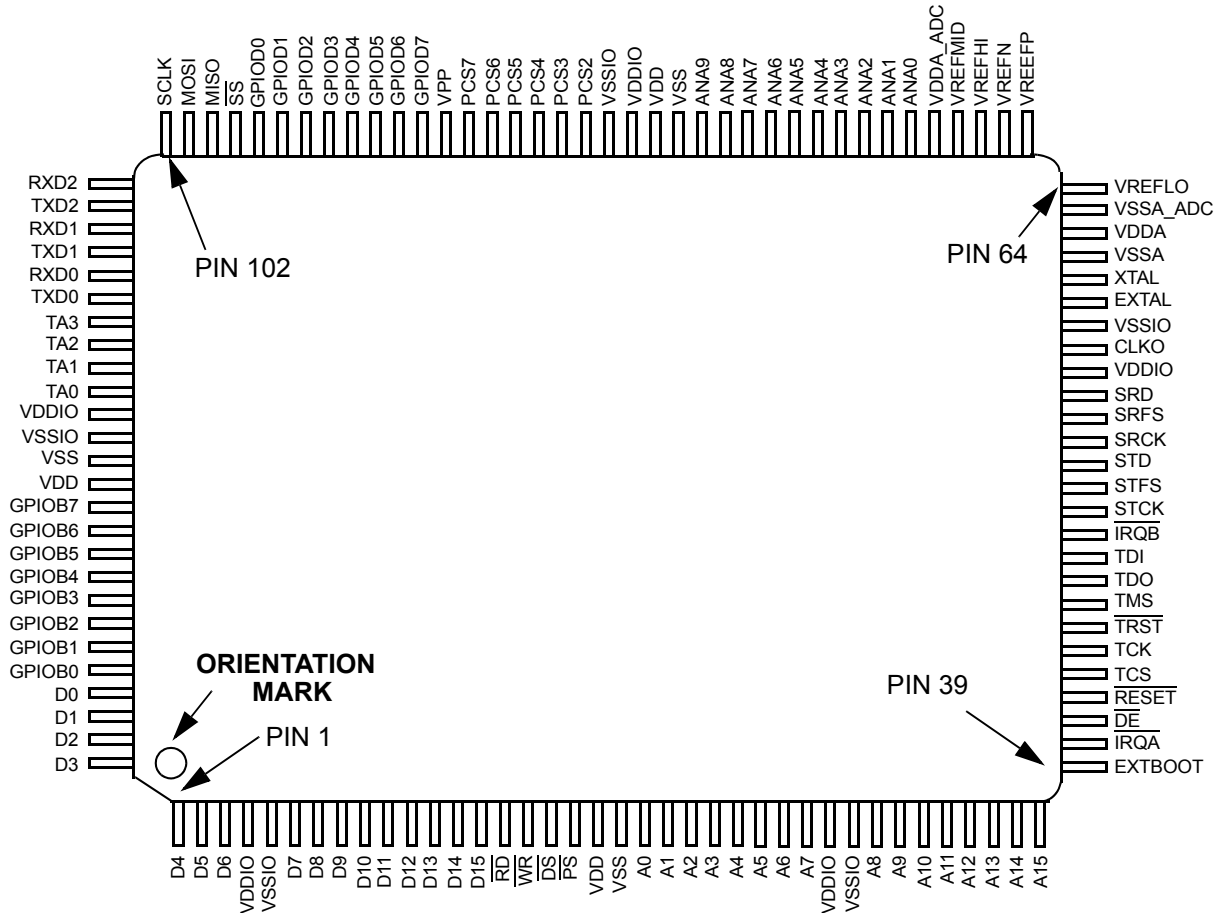 SCLK
MOSI
MISO
SS
GPIOD0
GPIOD1
GPIOD2
GPIOD3
GPIOD4
GPIOD5
GPIOD6
GPIOD7
VPP
PCS7
PCS6
PCS5
PCS4
PCS3
PCS2
VSSIO
VDDIO
VDD
VSS
ANA9
ANA8
ANA7
ANA6
ANA5
ANA4
ANA3
ANA2
ANA1
ANA0
VDDA_ADC
VREFMID
VREFHI
VREFN
VREEFP
RXD2
TXD2
RXD1
TXD1
RXD0
TXD0
TA3
TA2
TA1
TA0
VDDIO
VSSIO
VSS
VDD
GPIOB7
GPIOB6
GPIOB5
GPIOB4
GPIOB3
GPIOB2
GPIOB1
GPIOB0
D0
D1
D2
D3
PIN 102
PIN 64
ORIENTATION
MARK
PIN 1
PIN 39
VREFLO
VSSA_ADC
VDDA
VSSA
XTAL
EXTAL
VSSIO
CLKO
VDDIO
SRD
SRFS
SRCK
STD
STFS
STCK
IRQB
TDI
TDO
TMS
TRST
TCK
TCS
RESET
DE
IRQA
EXTBOOT
D4
D5
D6
VDDIO
VSSIO
D7
D8
D9
D10
D11
D12
D13
D14
D15
RD
WR
DS
PS
VDD
VSS
A0
A1
A2
A3
A4
A5
A6
A7
VDDIO
VSSIO
A8
A9
A10
A11
A12
A13
A14
A15